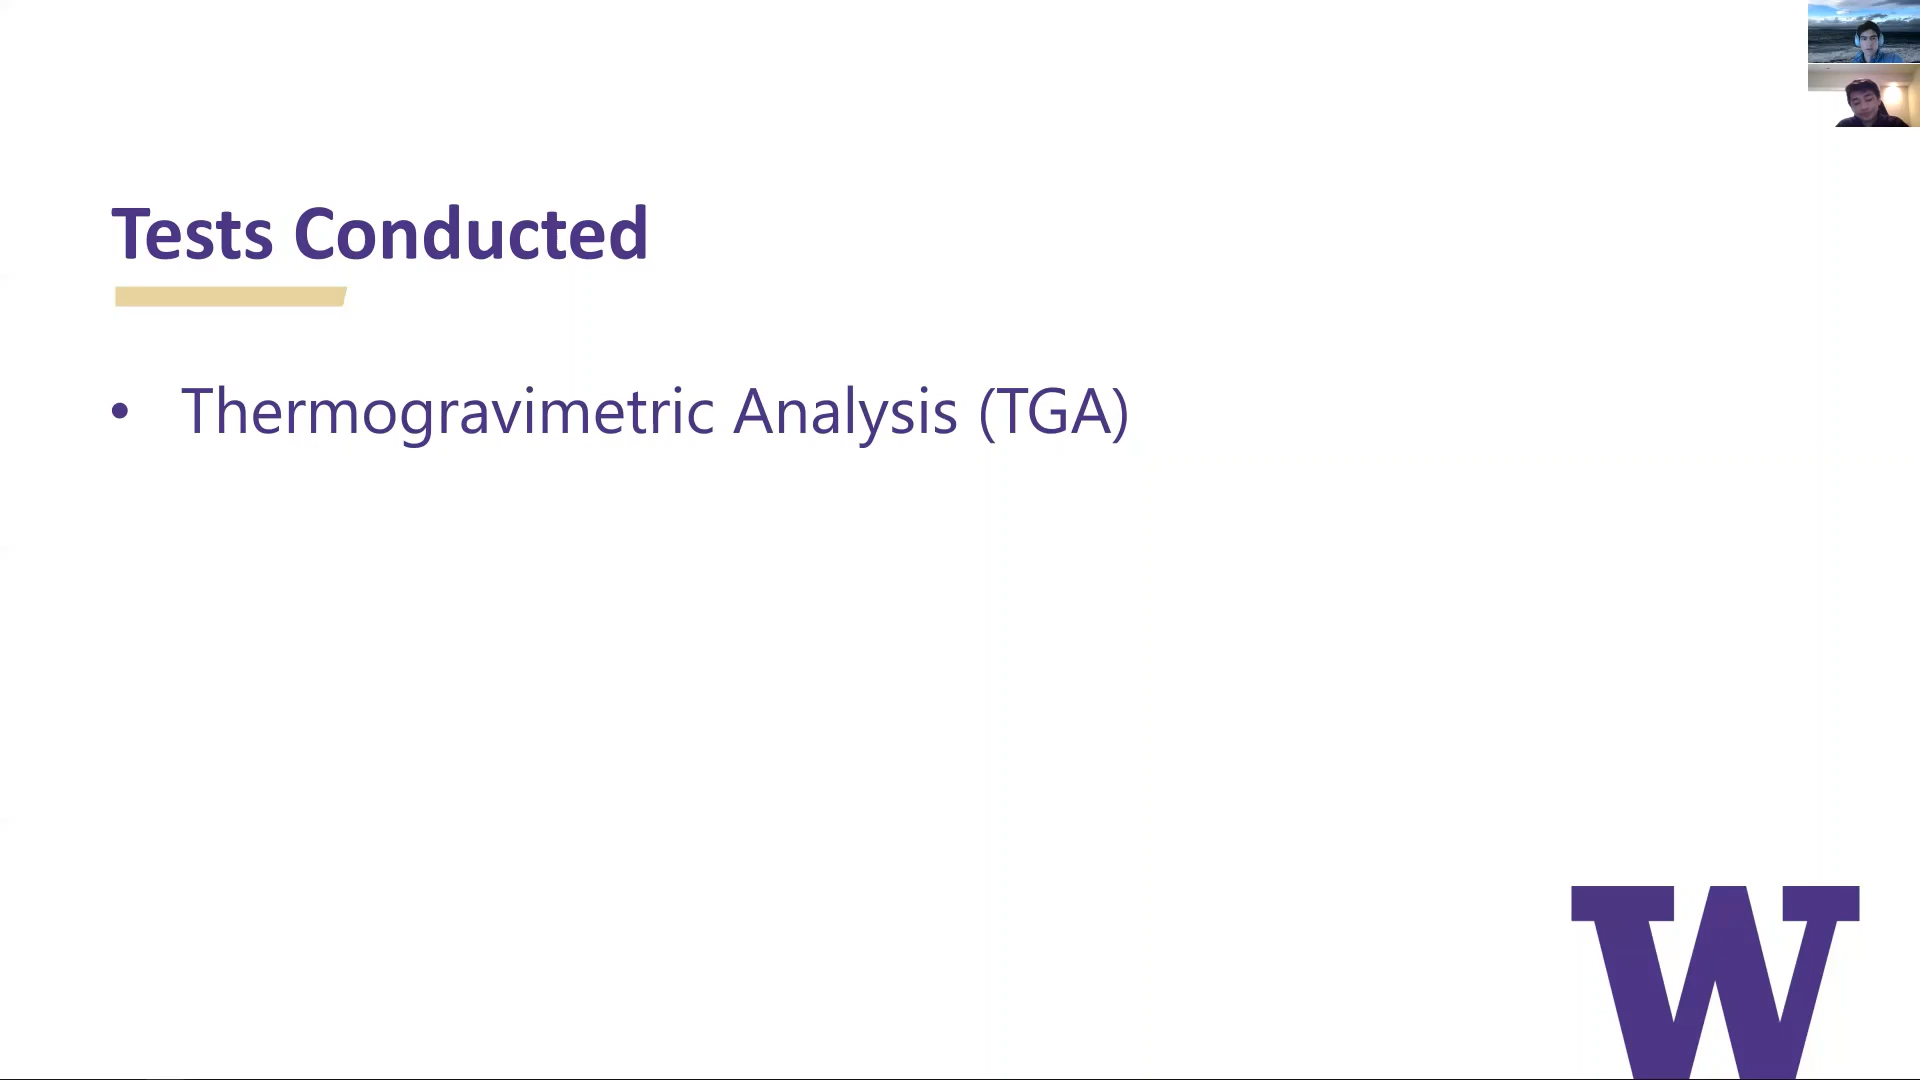 Tests Conducted
• Thermogravimetric Analysis (TGA)
W